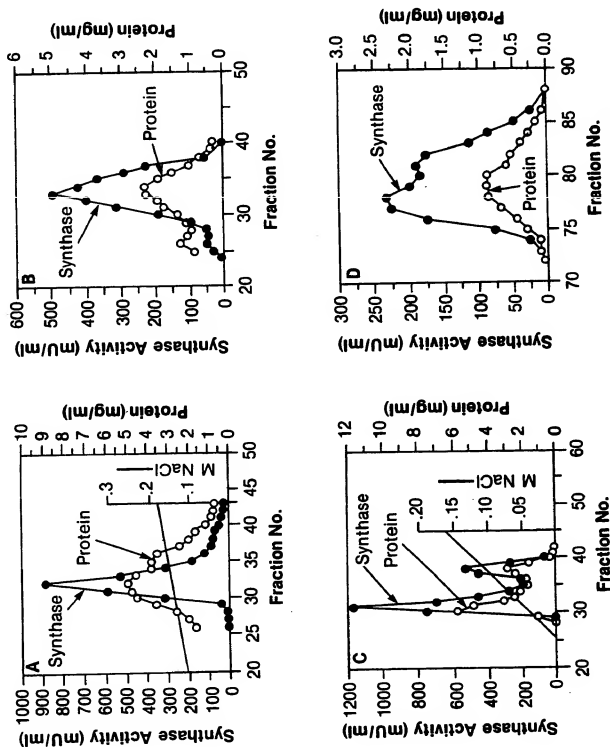 A
Synthase Activity (mU/ml)
1000
900
800
700
600
500
400
300
200
100
0
Synthase
Protein
M NaCl
.3
.2
.1
10
9
8
7
6
5
4
3
2
1
0
Protein (mg/ml)
20 25 30 35 40 45 50
Fraction No.
B
Synthase Activity (mU/ml)
600
500
400
300
200
100
0
Synthase
Protein
6
5
4
3
2
1
0
Protein (mg/ml)
20 30 40 50
Fraction No.
C
Synthase Activity (mU/ml)
1200
1000
800
600
400
200
0
Synthase
Protein
M NaCl
.20
.15
.10
.05
12
10
8
6
4
2
0
Protein (mg/ml)
20 30 40 50 60
Fraction No.
D
Synthase Activity (mU/ml)
300
250
200
150
100
50
0
Synthase
Protein
3.0
2.5
2.0
1.5
1.0
0.5
0.0
Protein (mg/ml)
70 75 80 85 90
Fraction No.